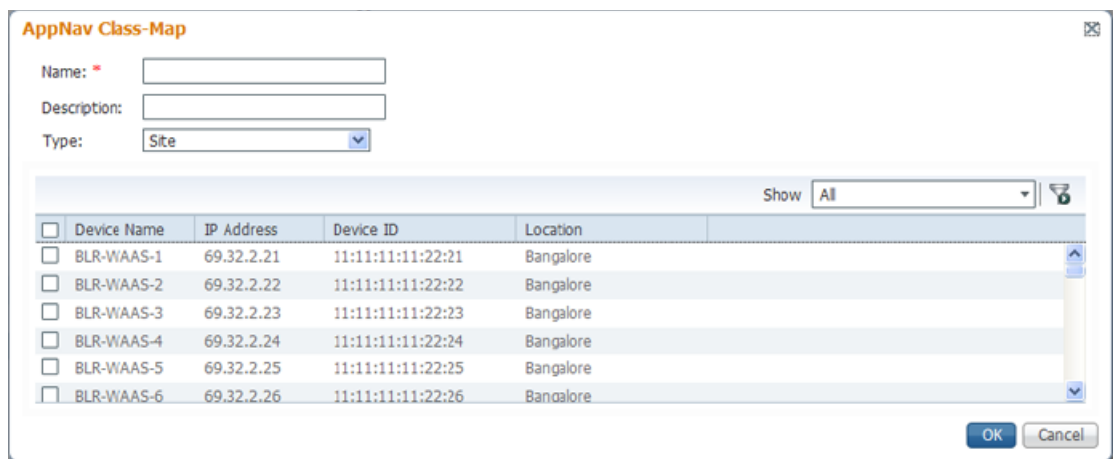 AppNav Class-Map
Name: *
Description:
Type: Site
Show All
Device Name IP Address Device ID Location
BLR-WAAS-1 69.32.2.21 11:11:11:11:22:21 Bangalore
BLR-WAAS-2 69.32.2.22 11:11:11:11:22:22 Bangalore
BLR-WAAS-3 69.32.2.23 11:11:11:11:22:23 Bangalore
BLR-WAAS-4 69.32.2.24 11:11:11:11:22:24 Bangalore
BLR-WAAS-5 69.32.2.25 11:11:11:11:22:25 Bangalore
BLR-WAAS-6 69.32.2.26 11:11:11:11:22:26 Bangalore
OK Cancel